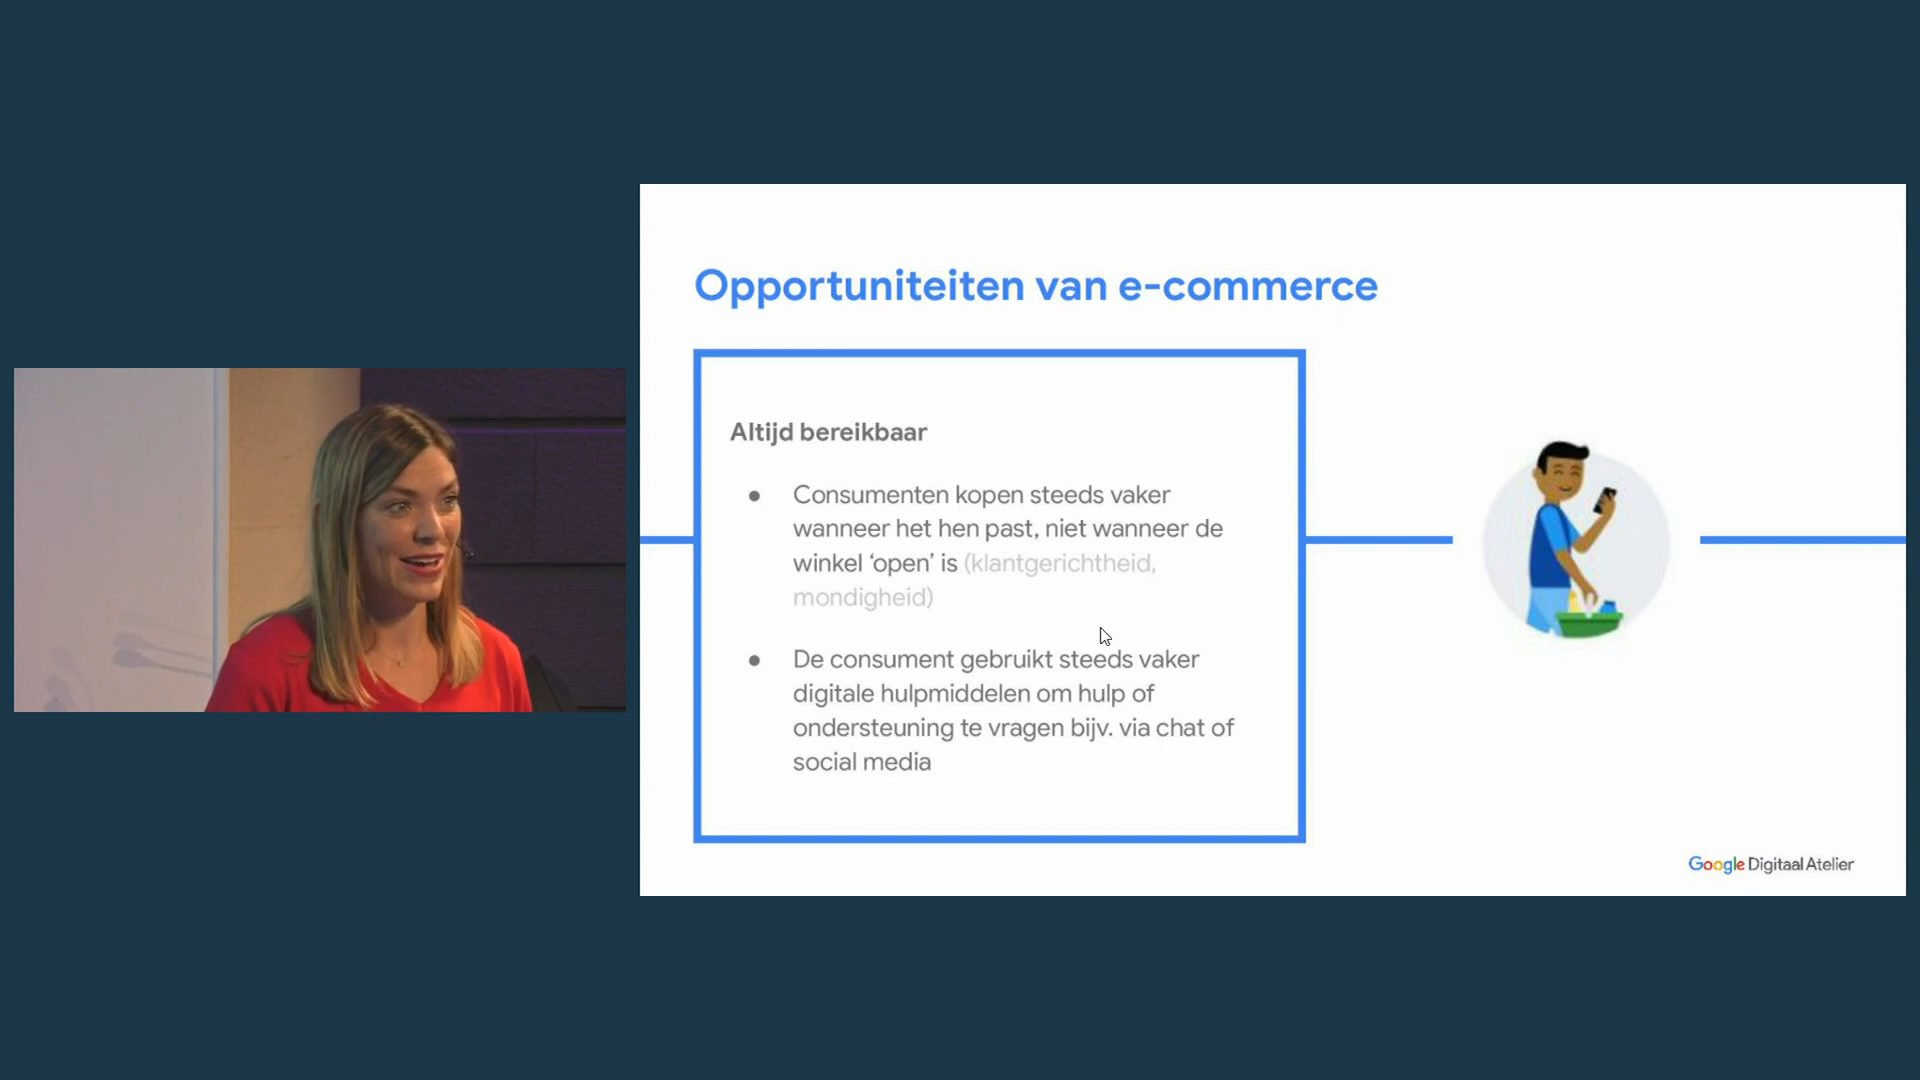 Opportuniteiten van e-commerce
Altijd bereikbaar
● Consumenten kopen steeds vaker
wanneer het hen past, niet wanneer de
winkel ‘open’ is (klantgerichtheid,
mondigheid)
● De consument gebruikt steeds vaker
digitale hulpmiddelen om hulp of
ondersteuning te vragen bijv. via chat of
social media
Google Digitaal Atelier